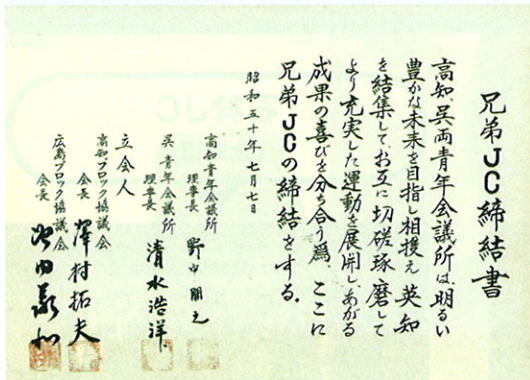 兄弟JC締結書
高知、呉両青年会議所は、明るい
豊かな未来を目指し相携え英知
を結集してお互に切磋琢磨して
より充実した運動を展開しあがる
成果の喜びを分ち合う為、ここに
兄弟JCの締結をする。
昭和五十年七月七日
高知青年会議所
理事長 野中朋之
呉青年会議所
理事長 清水浩洋
立会人
高知ブロック協議会
会長 澤村拓夫
広島ブロック協議会
会長